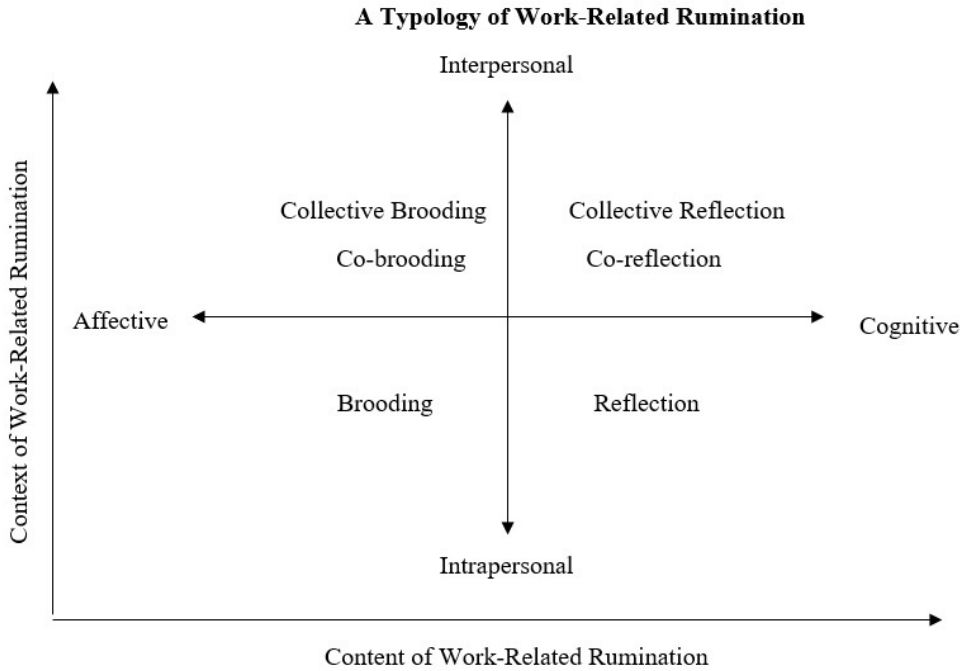 A Typology of Work-Related Rumination
Interpersonal
Context of Work-Related Rumination
Collective Brooding
Collective Reflection
Co-brooding
Co-reflection
Affective
Cognitive
Brooding
Reflection
Intrapersonal
Content of Work-Related Rumination